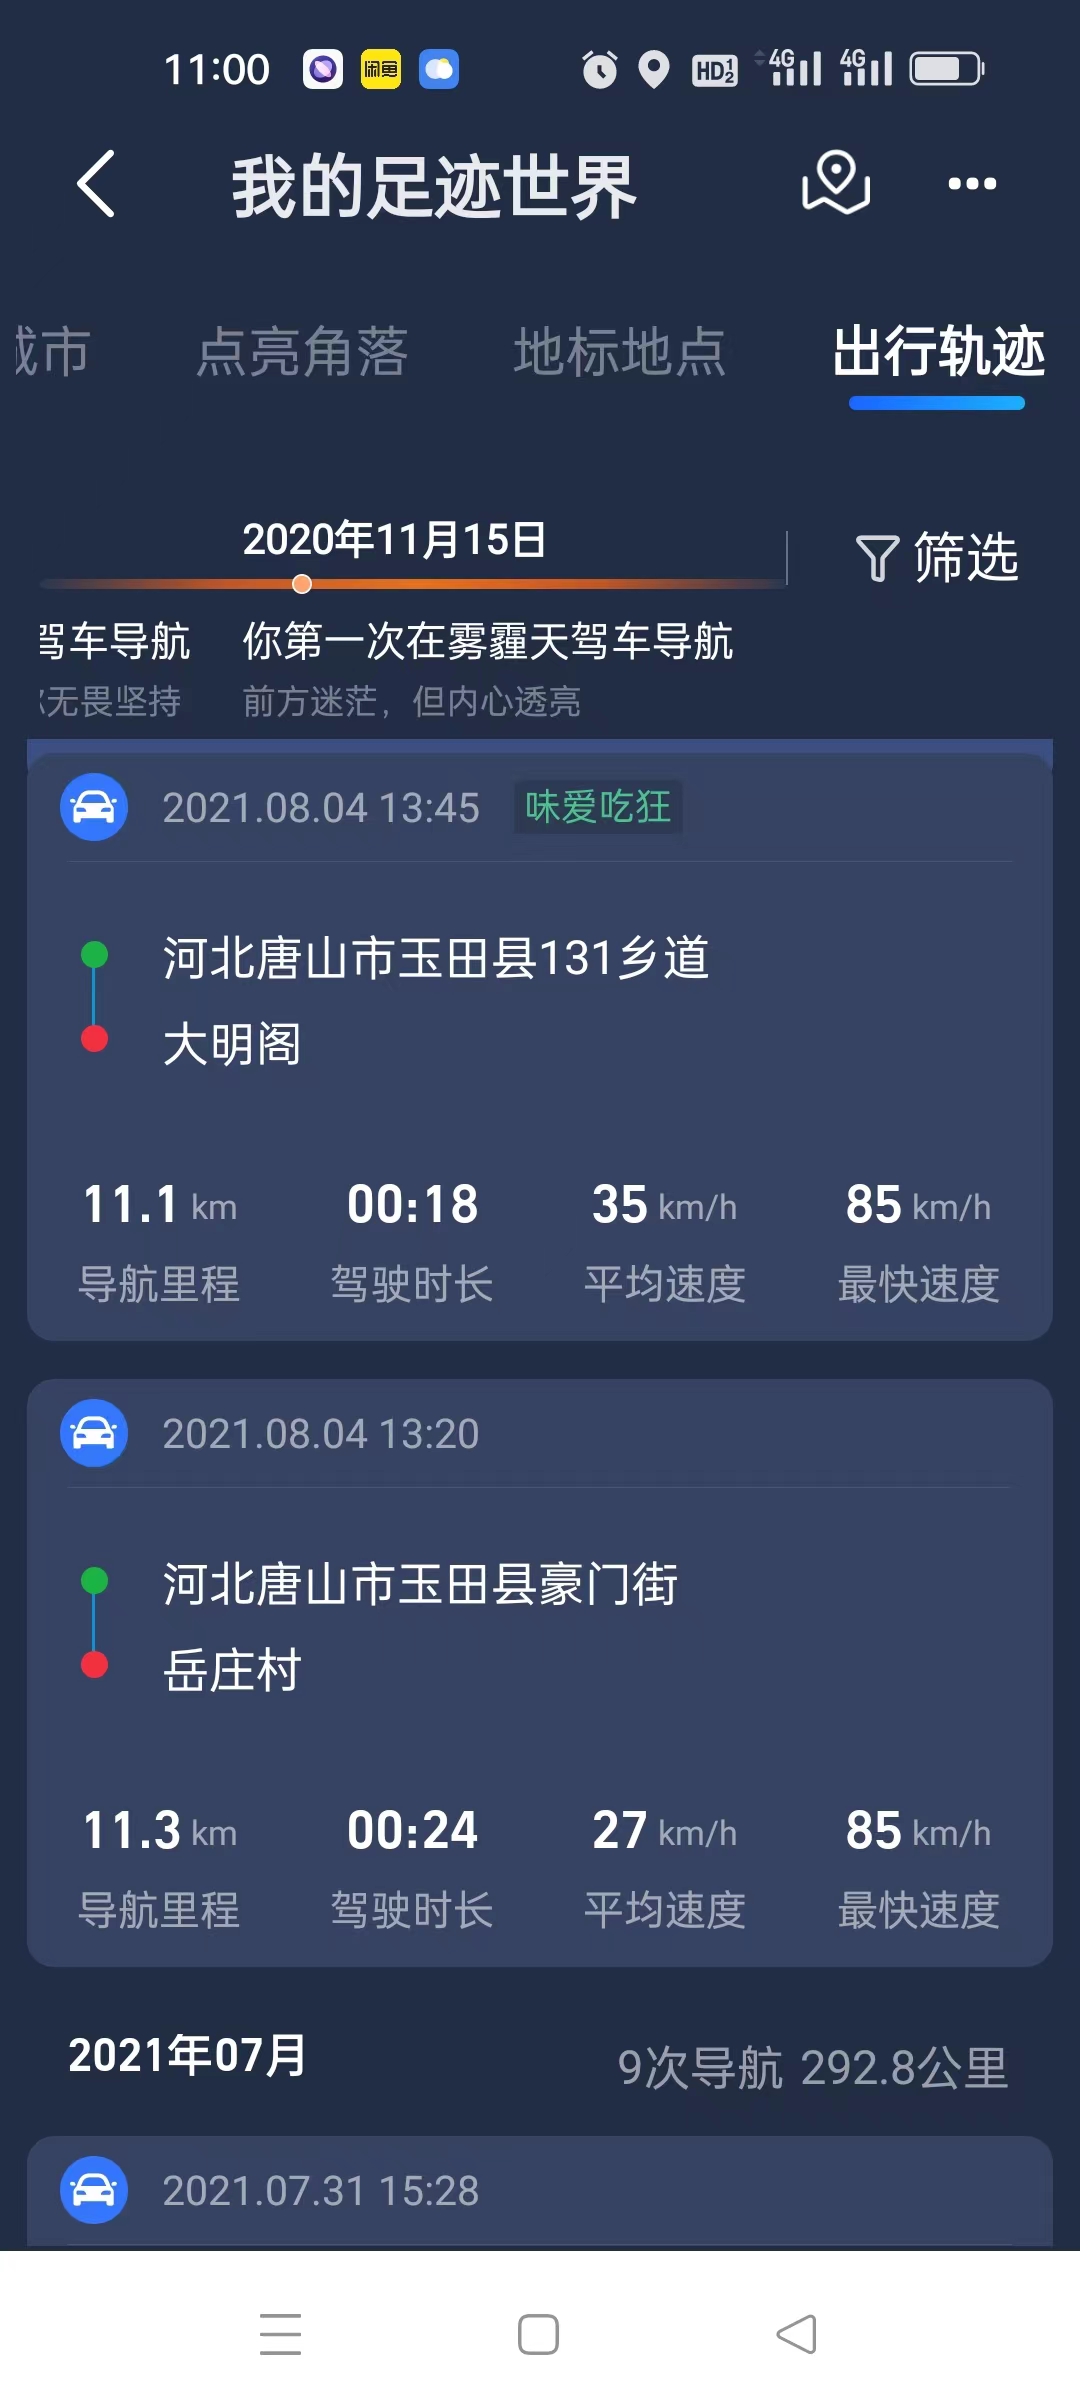 11:00 闲鱼 HD 1 2 4G 4G
我的足迹世界
城市 点亮角落 地标地点 出行轨迹
2020年11月15日
筛选
驾车导航 你第一次在雾霾天驾车导航
无畏坚持 前方迷茫，但内心透亮
2021.08.04 13:45 味爱吃狂
河北唐山市玉田县131乡道
大明阁
11.1 km 00:18 35 km/h 85 km/h
导航里程 驾驶时长 平均速度 最快速度
2021.08.04 13:20
河北唐山市玉田县豪门街
岳庄村
11.3 km 00:24 27 km/h 85 km/h
导航里程 驾驶时长 平均速度 最快速度
2021年07月 9次导航 292.8公里
2021.07.31 15:28